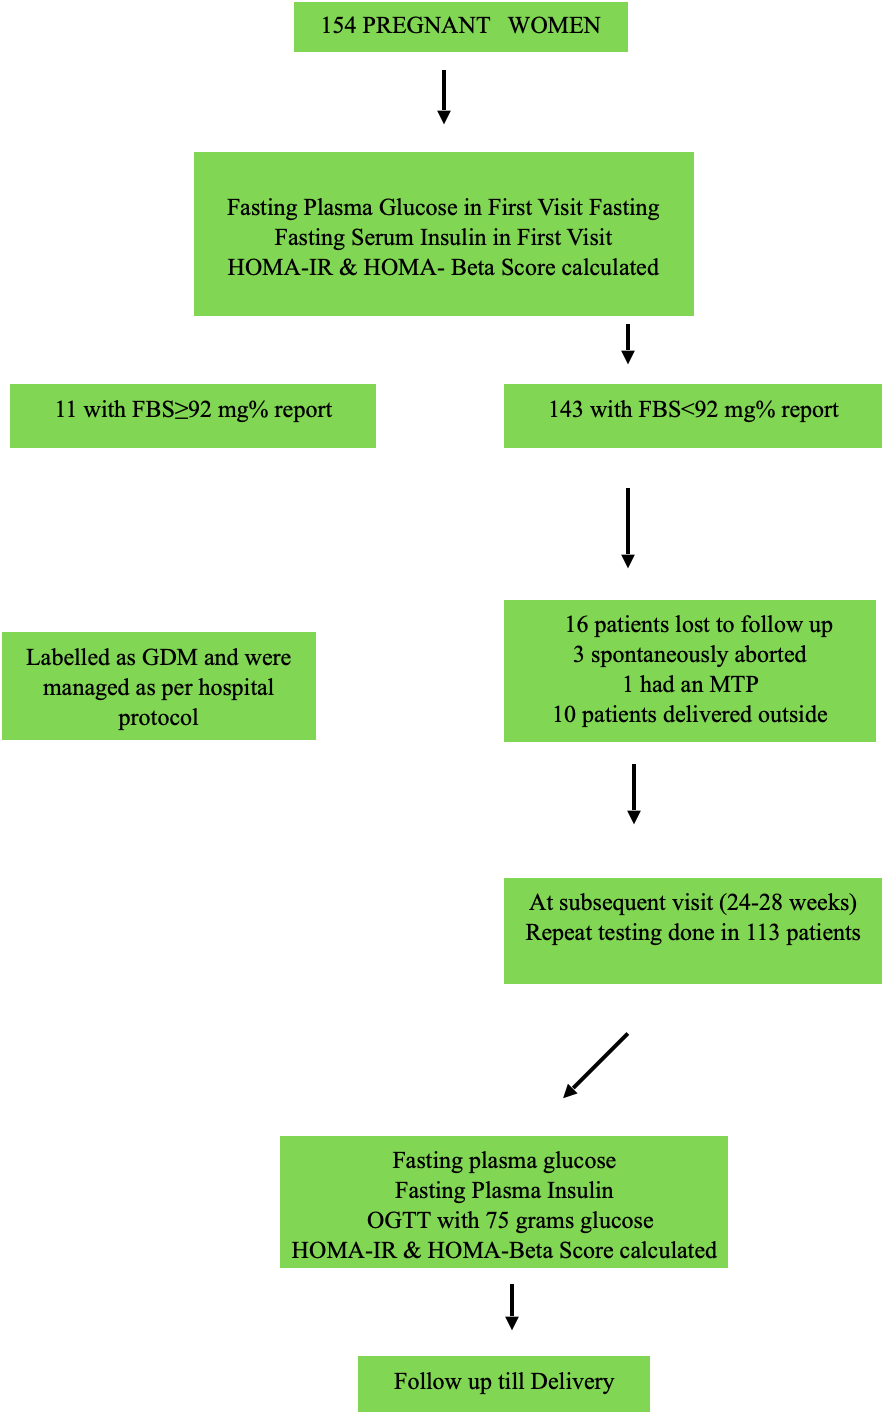 154 PREGNANT WOMEN
Fasting Plasma Glucose in First Visit Fasting
Fasting Serum Insulin in First Visit
HOMA-IR & HOMA- Beta Score calculated
11 with FBS≥92 mg% report
143 with FBS<92 mg% report
Labelled as GDM and were
managed as per hospital
protocol
16 patients lost to follow up
3 spontaneously aborted
1 had an MTP
10 patients delivered outside
At subsequent visit (24-28 weeks)
Repeat testing done in 113 patients
Fasting plasma glucose
Fasting Plasma Insulin
OGTT with 75 grams glucose
HOMA-IR & HOMA-Beta Score calculated
Follow up till Delivery